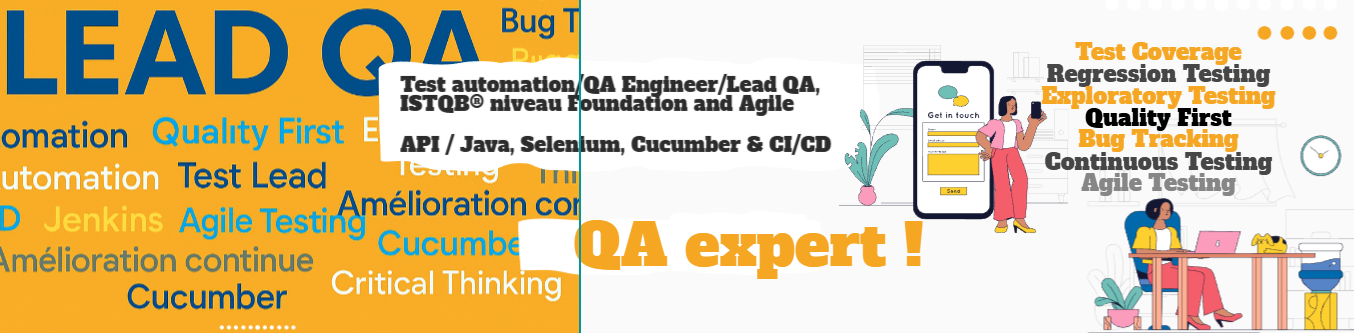 LEAD QA
Bug T
Test automation/QA Engineer/Lead QA,
ISTQB® niveau Foundation and Agile
API / Java, Selenium, Cucumber & CI/CD
omation
Quality First
E
Testing
utomation
Test Lead
D
Jenkins
Agile Testing
Amélioration con
Amélioration continue
Cucumbe
Critical Thinking
Cucumber
QA expert !
Get in touch
Send
Test Coverage
Regression Testing
Exploratory Testing
Quality First
Bug Tracking
Continuous Testing
Agile Testing